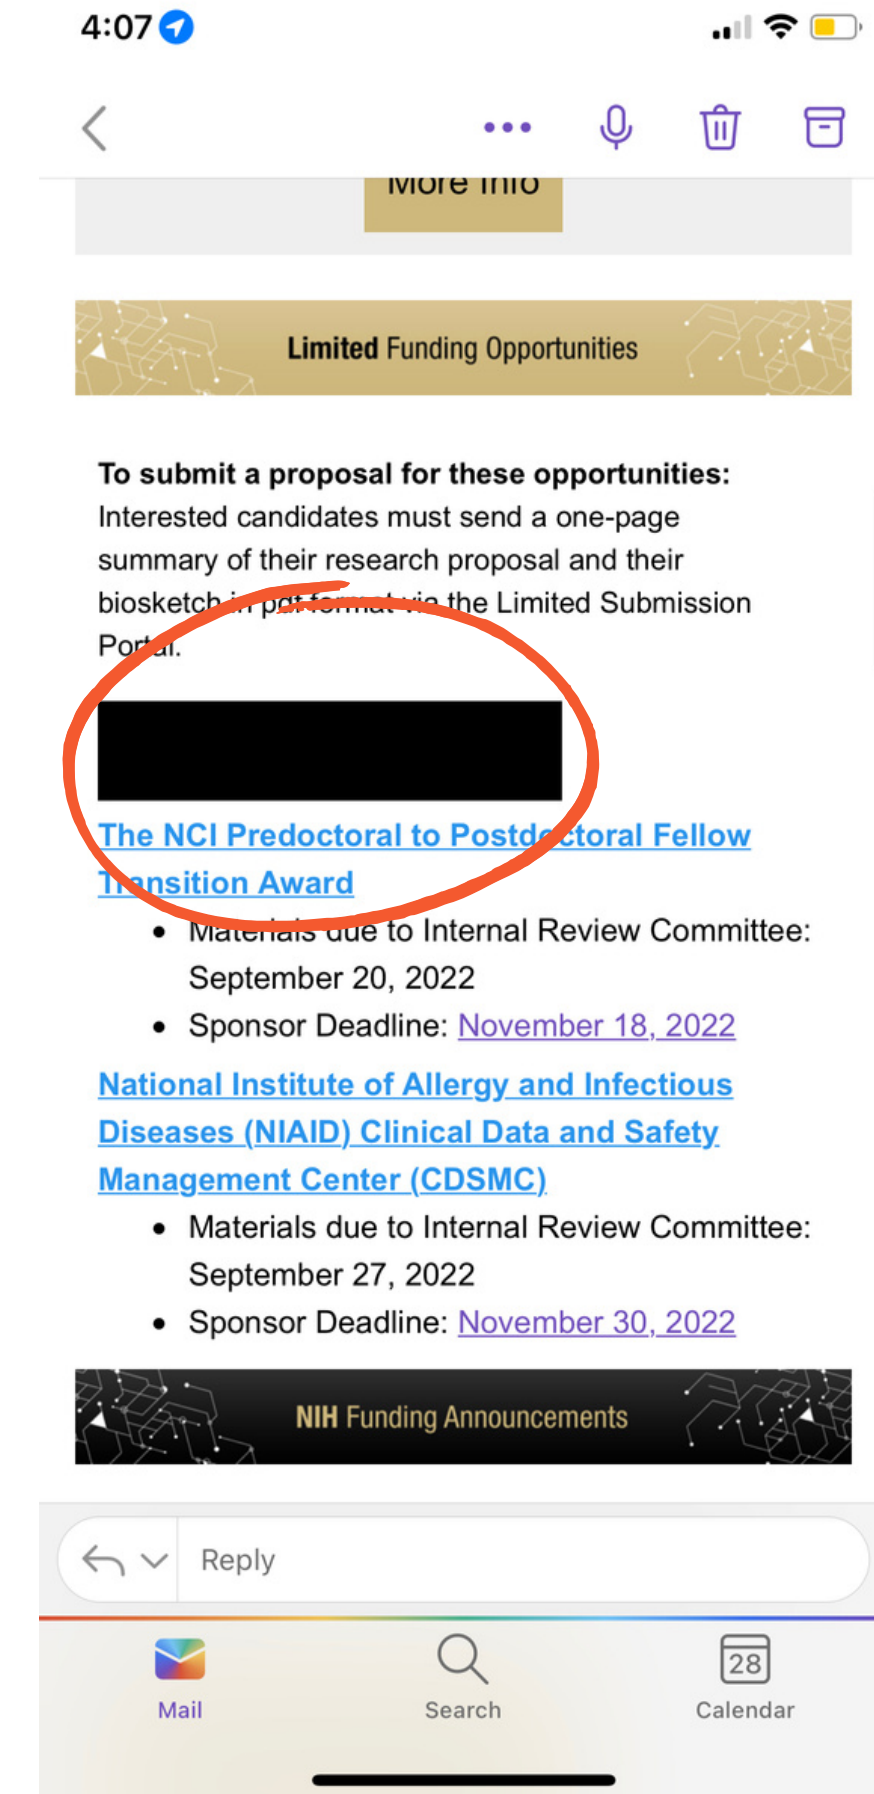 4:07
More Info
Limited Funding Opportunities
To submit a proposal for these opportunities:
Interested candidates must send a one-page
summary of their research proposal and their
biosketch in pdf format via the Limited Submission
Portal.
The NCI Predoctoral to Postdoctoral Fellow
Transition Award
• Materials due to Internal Review Committee:
September 20, 2022
• Sponsor Deadline: November 18, 2022
National Institute of Allergy and Infectious
Diseases (NIAID) Clinical Data and Safety
Management Center (CDSMC)
• Materials due to Internal Review Committee:
September 27, 2022
• Sponsor Deadline: November 30, 2022
NIH Funding Announcements
Reply
28
Mail Search Calendar